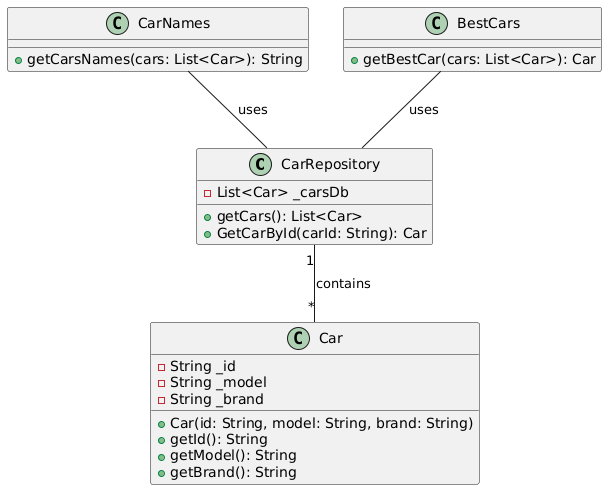 C CarNames
getCarsNames(cars: List<Car>): String
C BestCars
getBestCar(cars: List<Car>): Car
uses
uses
C CarRepository
List<Car> _carsDb
getCars(): List<Car>
GetCarById(carId: String): Car
1
contains
*
C Car
String _id
String _model
String _brand
Car(id: String, model: String, brand: String)
getId(): String
getModel(): String
getBrand(): String